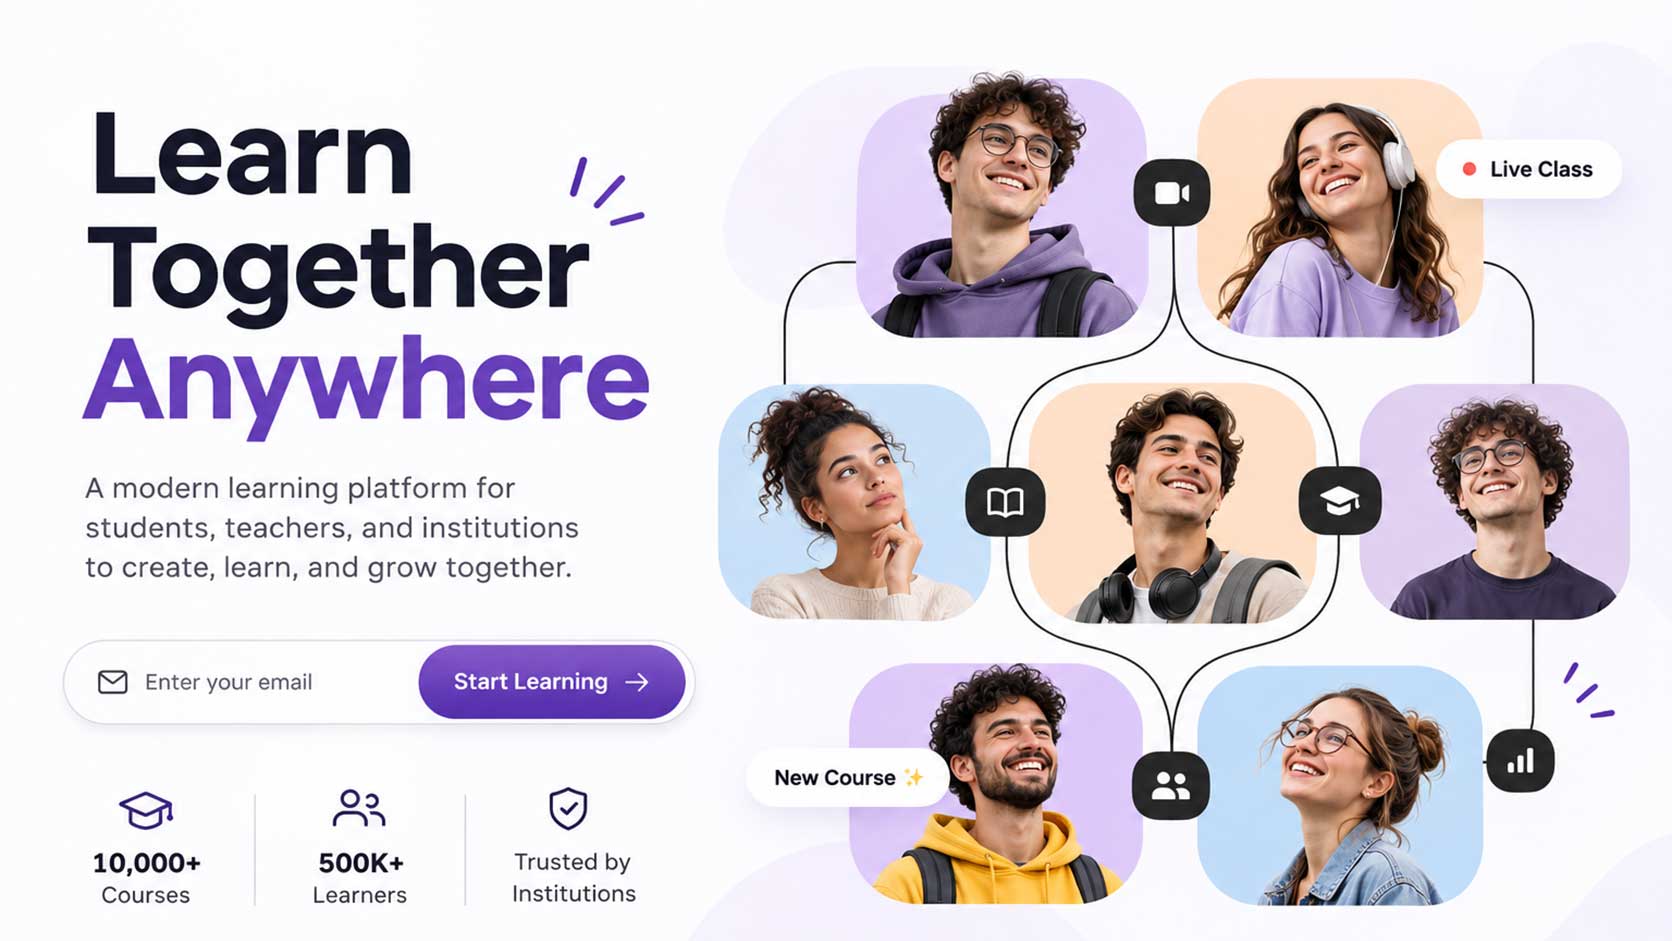 Learn
Together
Anywhere
A modern learning platform for
students, teachers, and institutions
to create, learn, and grow together.
Enter your email
Start Learning →
10,000+
Courses
500K+
Learners
Trusted by
Institutions
Live Class
New Course ✨